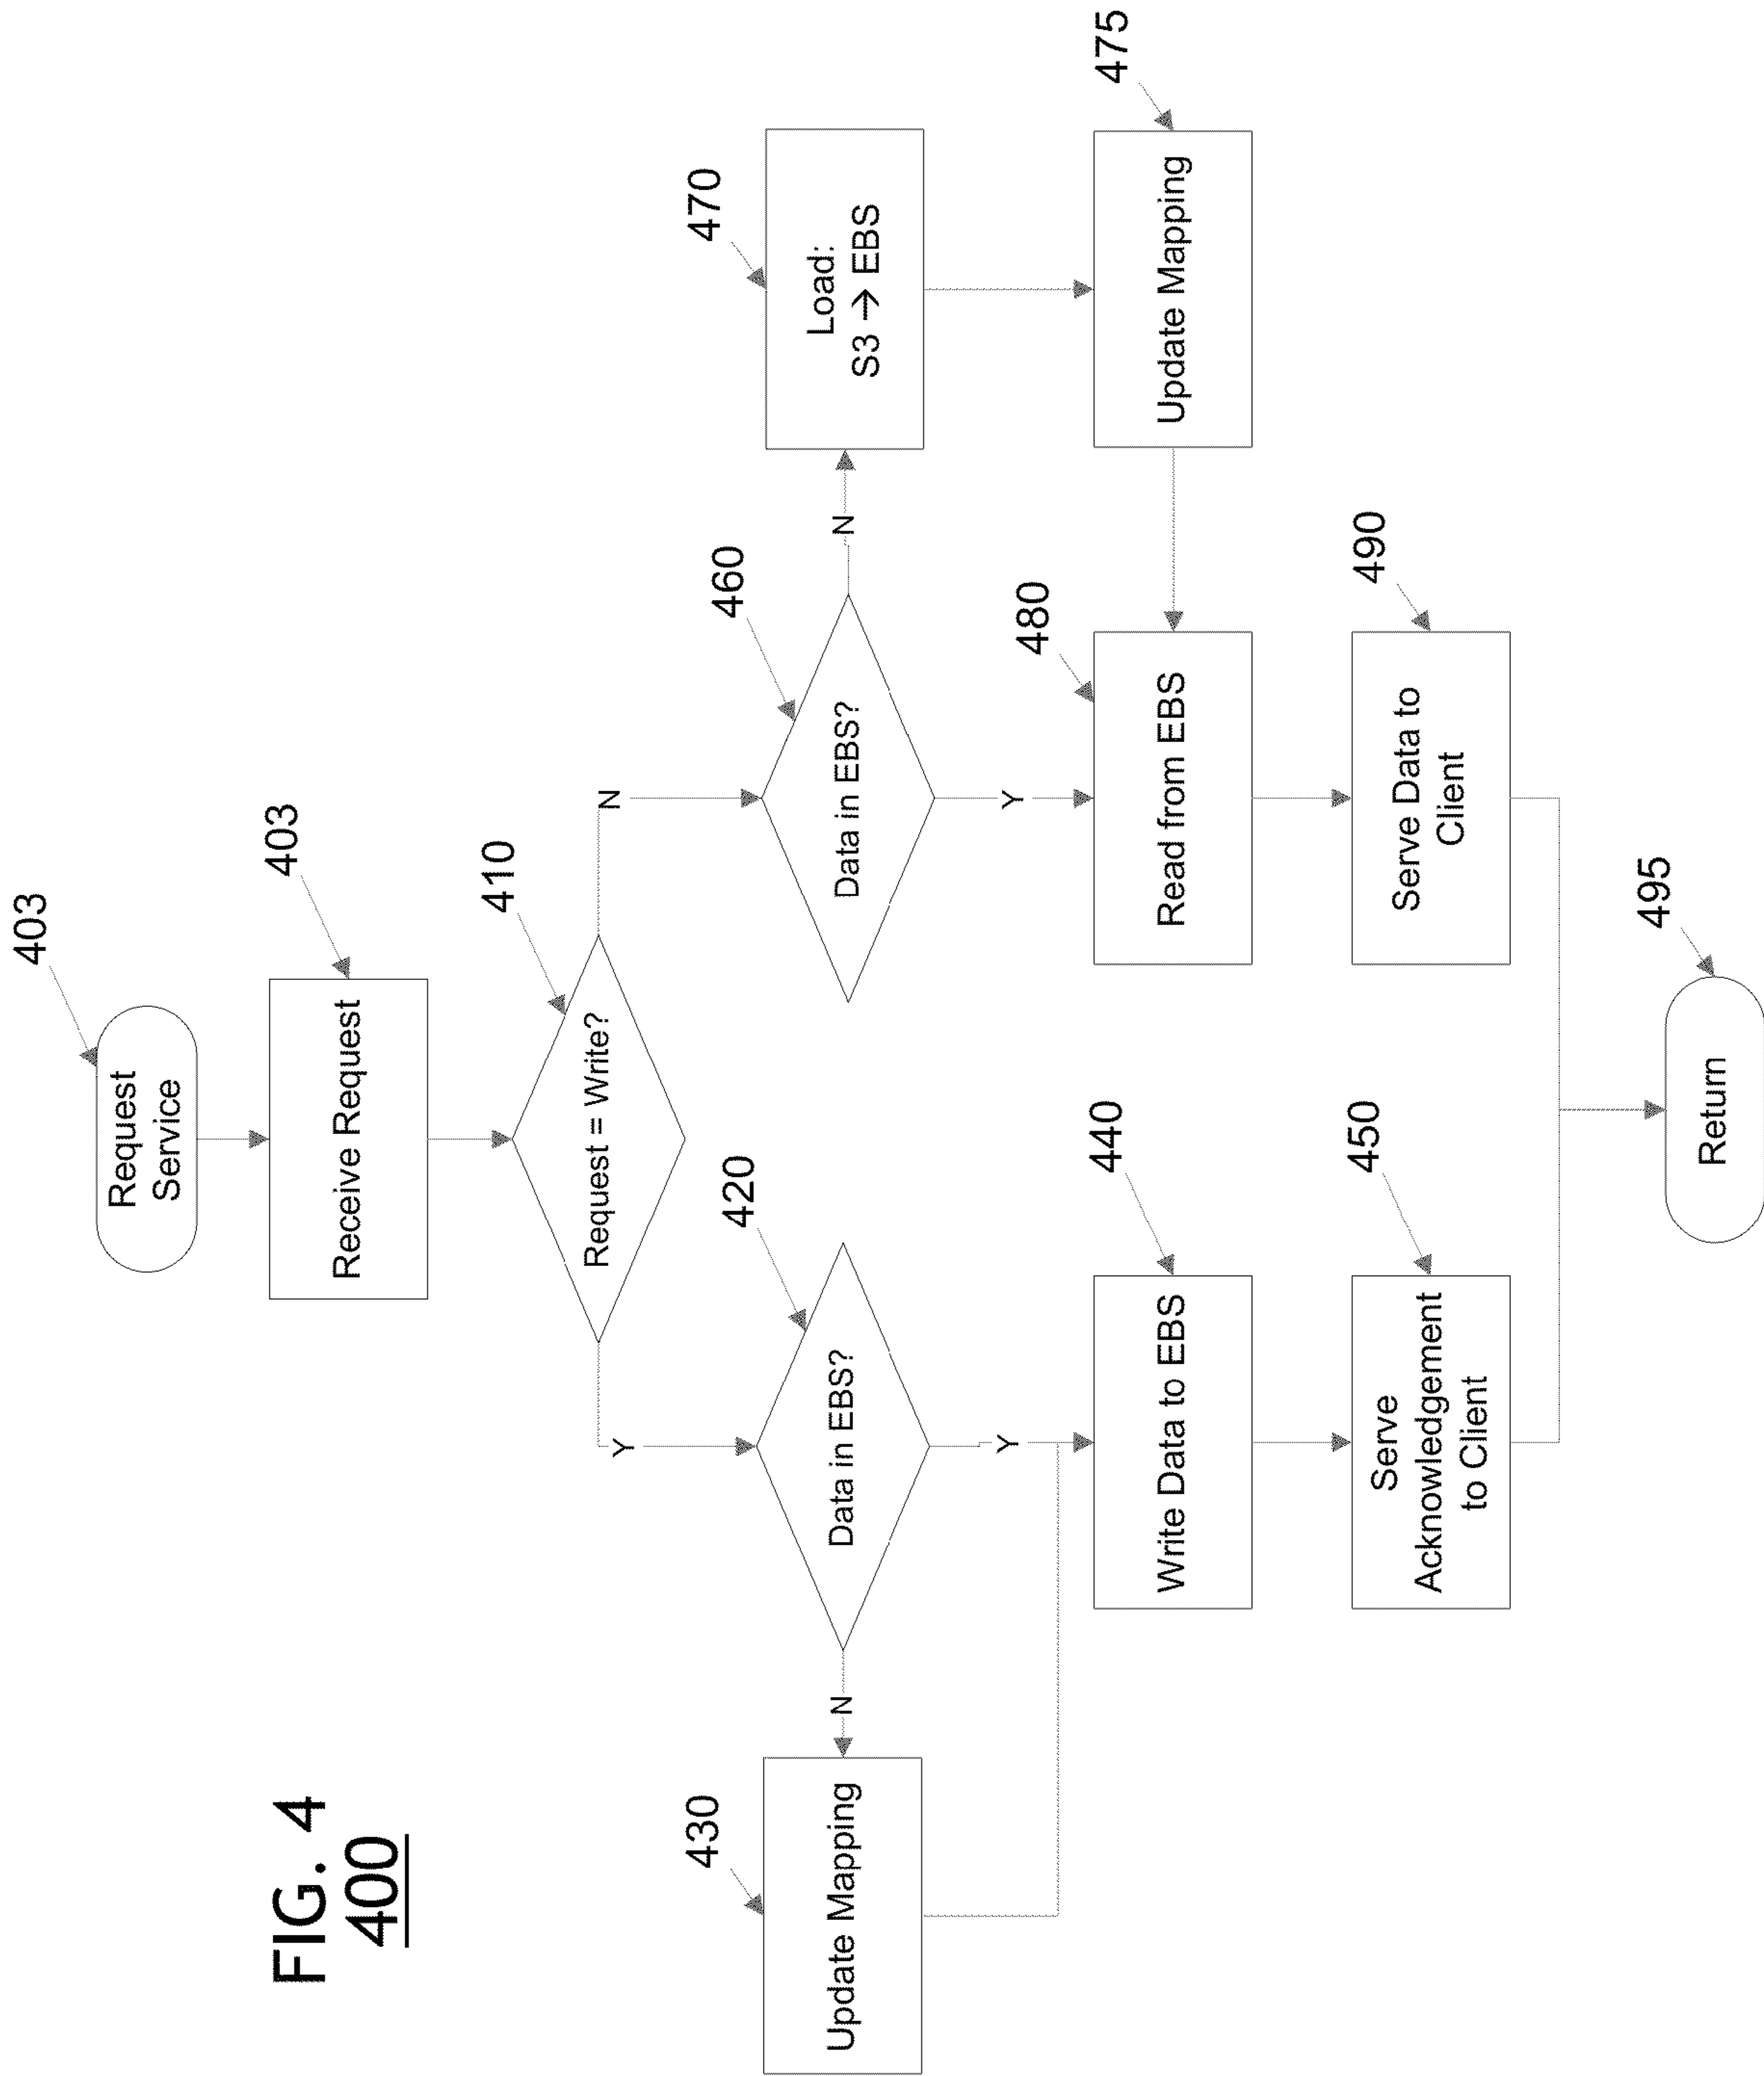 FIG. 4
400
403
Request
Service
403
Receive Request
410
Request = Write?
Y
N
420
Data in EBS?
N
Y
430
Update Mapping
440
Write Data to EBS
450
Serve
Acknowledgement
to Client
460
Data in EBS?
N
Y
470
Load:
S3 → EBS
475
Update Mapping
480
Read from EBS
490
Serve Data to
Client
495
Return